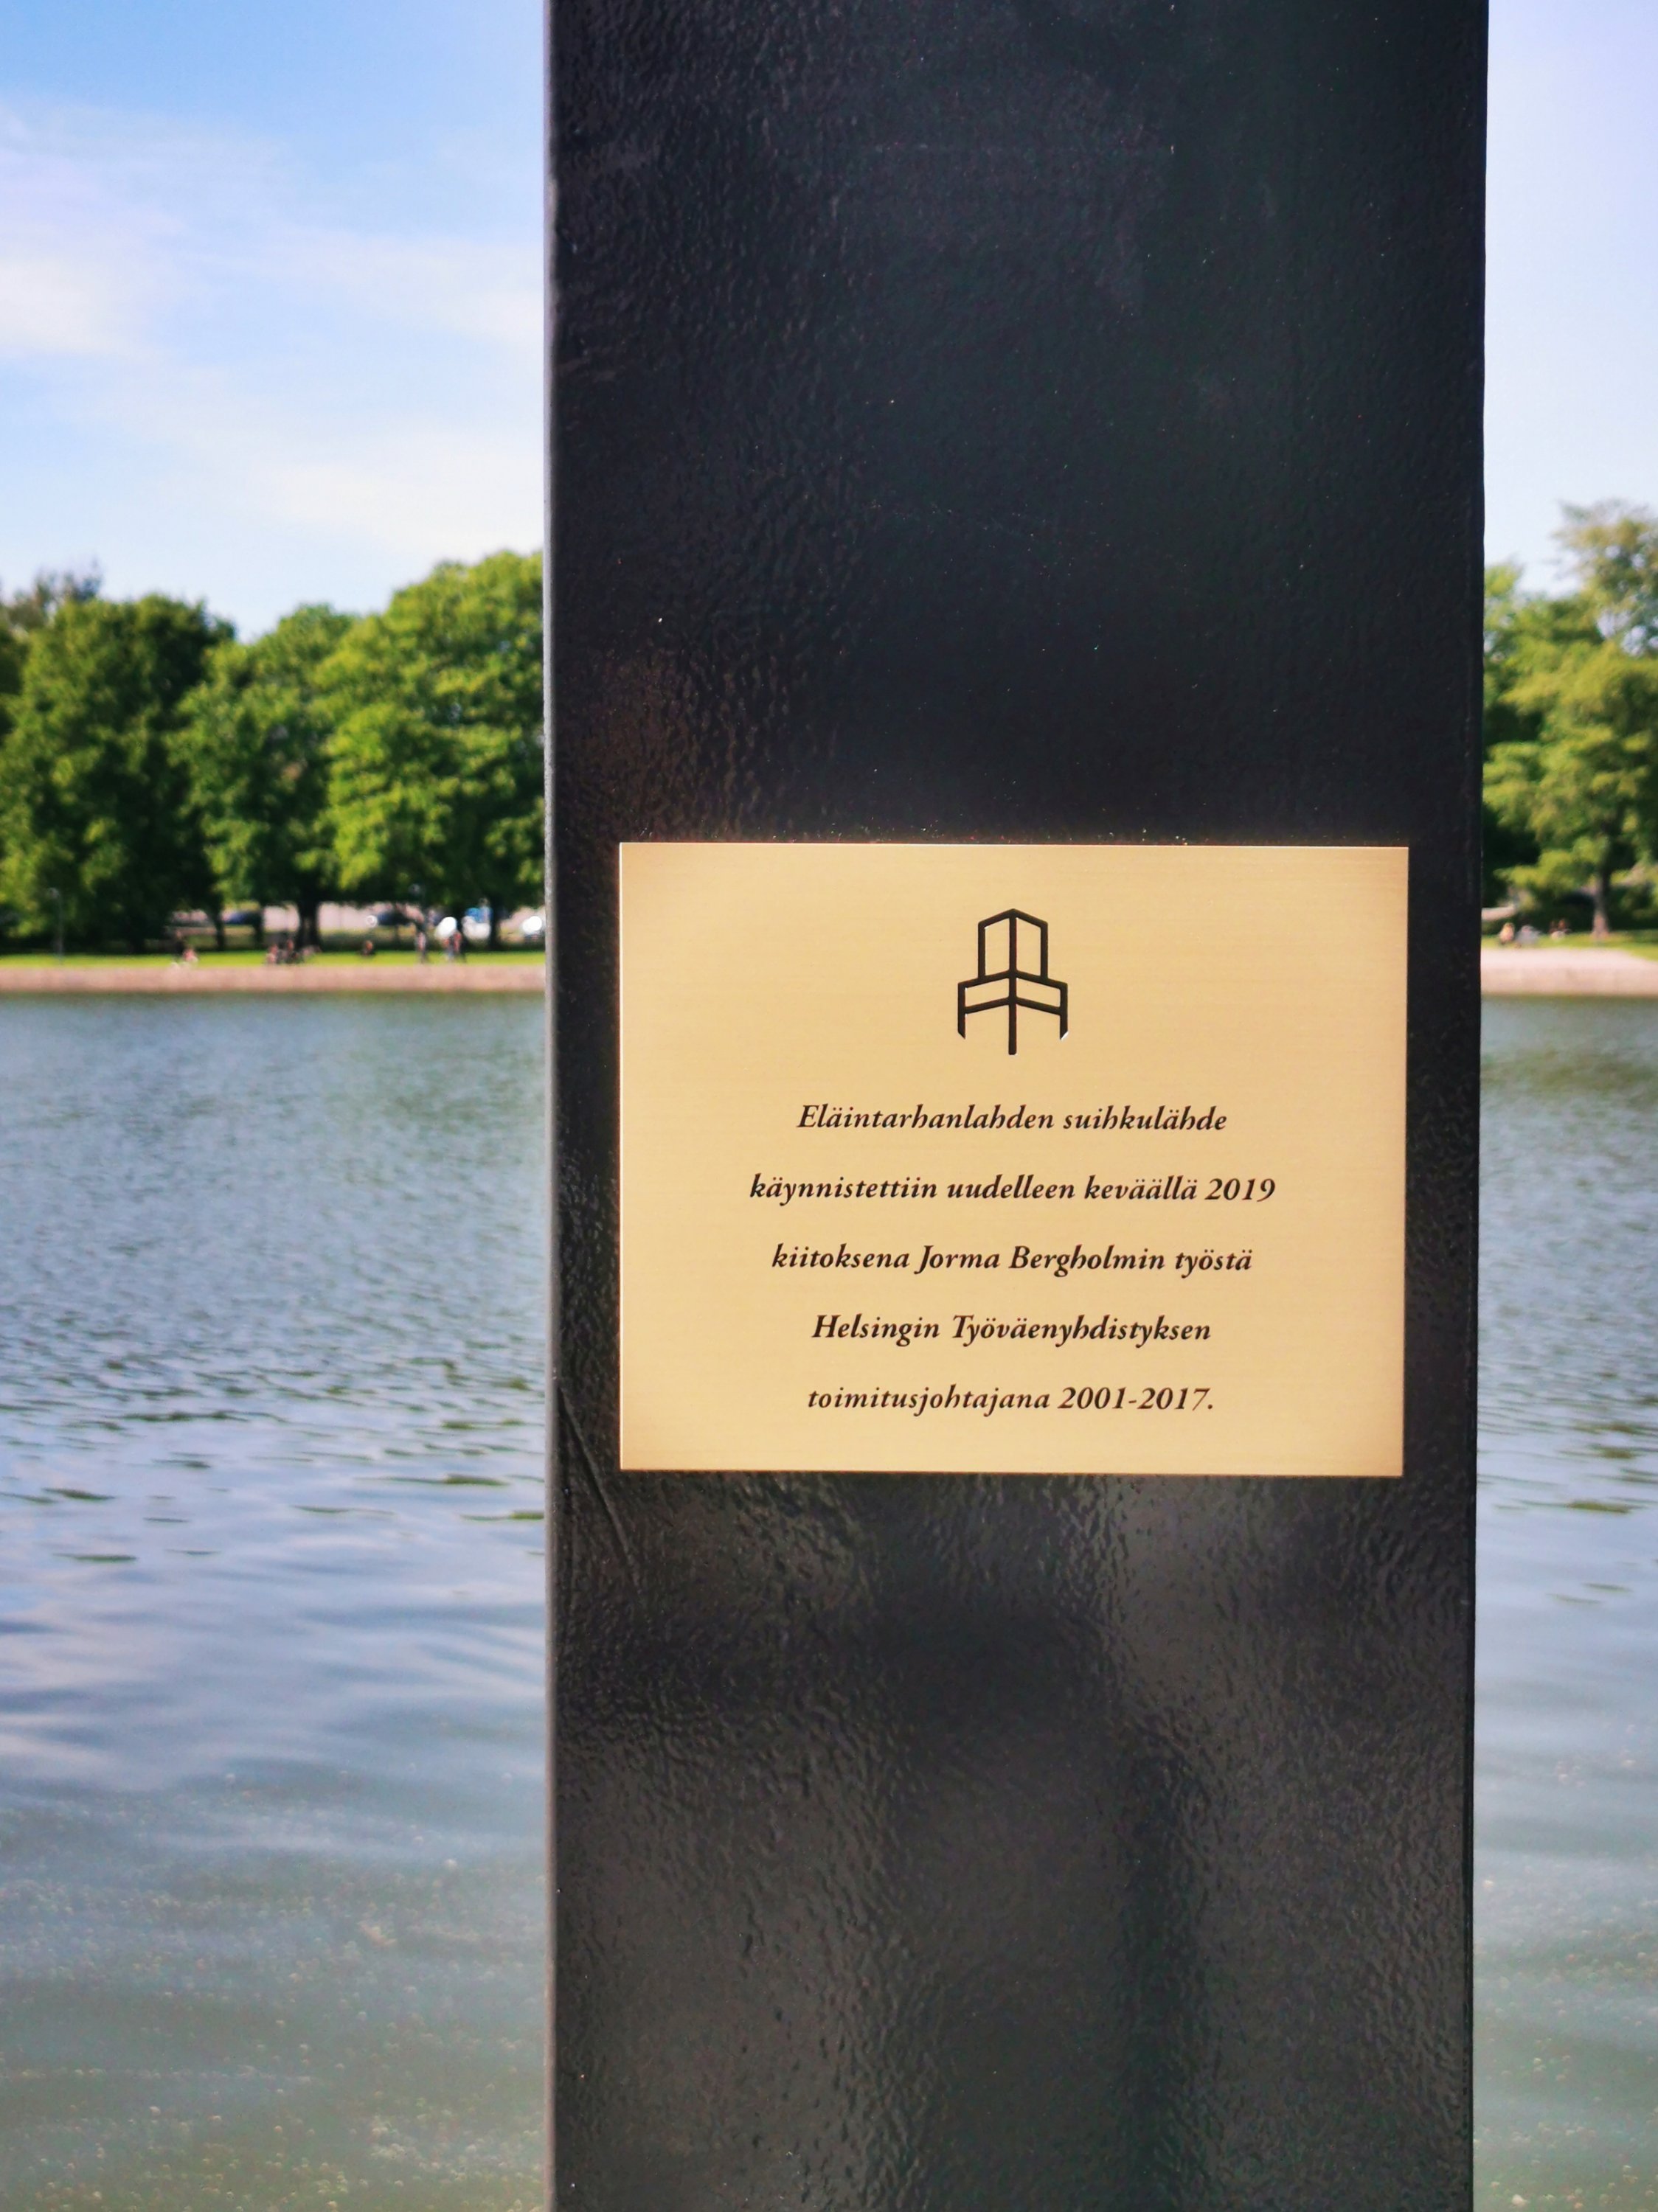 Eläintarhanlahden suihkulähde
käynnistettiin uudelleen keväällä 2019
kiitoksena Jorma Bergholmin työstä
Helsingin Työväenyhdistyksen
toimitusjohtajana 2001-2017.